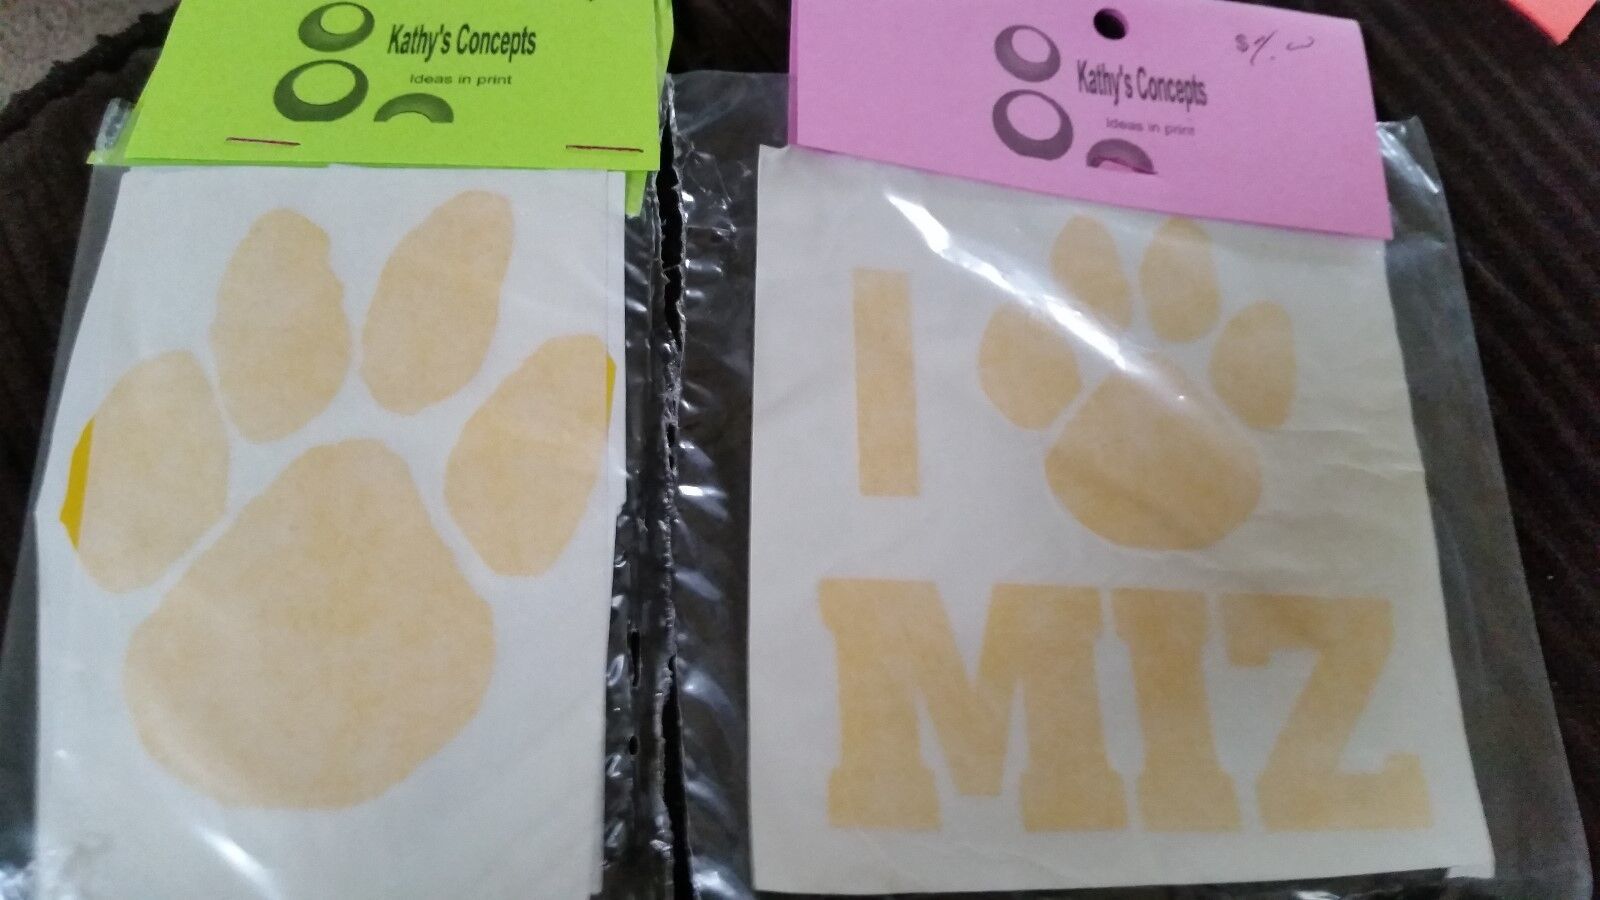 Kathy's Concepts
Ideas in print
Kathy's Concepts
Ideas in print
I
MIZ